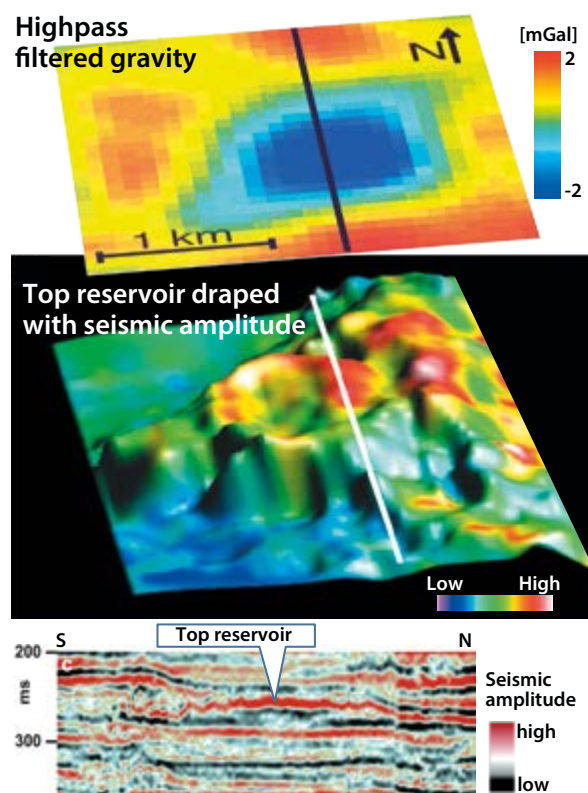 Highpass
filtered gravity
[mGal]
2
-2
N
1 km
Top reservoir draped
with seismic amplitude
Low High
S Top reservoir N
200
c
ms
300
Seismic
amplitude
high
low